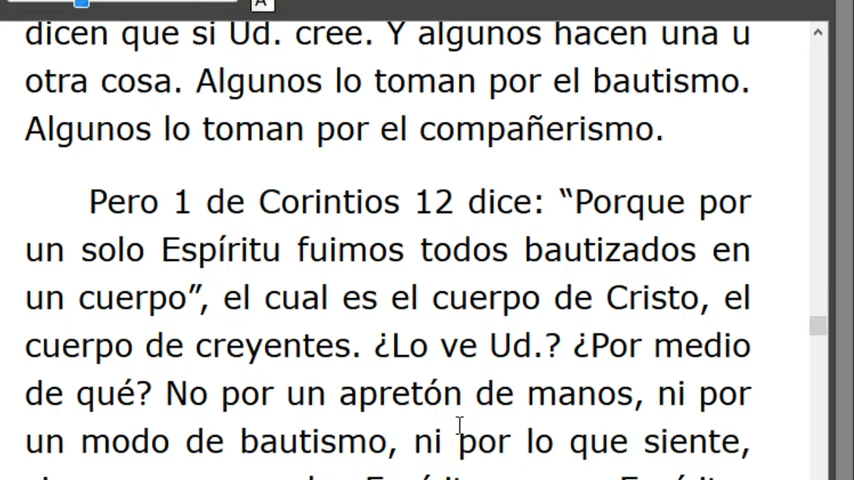 A
dicen que si Ud. cree. Y algunos hacen una u
otra cosa. Algunos lo toman por el bautismo.
Algunos lo toman por el compañerismo.
Pero 1 de Corintios 12 dice: “Porque por
un solo Espíritu fuimos todos bautizados en
un cuerpo”, el cual es el cuerpo de Cristo, el
cuerpo de creyentes. ¿Lo ve Ud.? ¿Por medio
de qué? No por un apretón de manos, ni por
un modo de bautismo, ni por lo que siente,